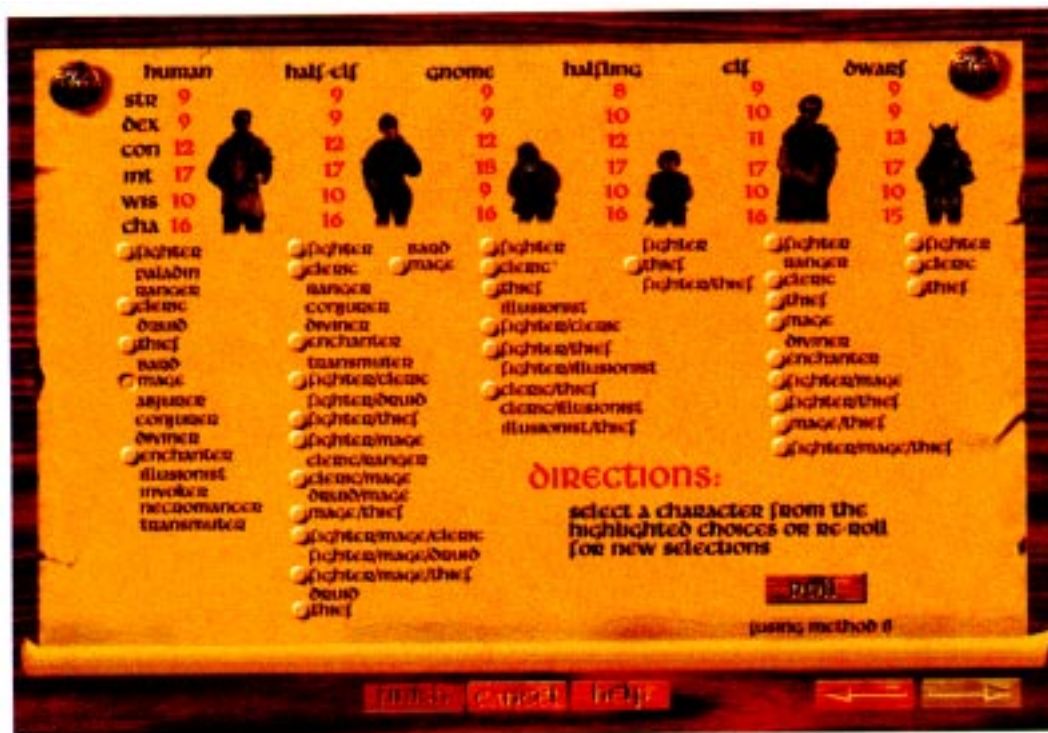 human half-elf gnome halfling elf dwarf
str 9 9 9 8 9 9
dex 9 9 9 10 10 9
con 12 12 12 12 11 13
int 17 17 18 17 17 17
wis 10 10 9 10 10 10
cha 16 16 16 16 16 15
fighter
paladin
ranger
cleric
druid
thief
bard
mage
abjurer
conjurer
diviner
enchanter
illusionist
invoker
necromancer
transmuter
fighter
cleric
ranger
conjurer
diviner
enchanter
transmuter
fighter/cleric
fighter/druid
fighter/thief
fighter/mage
cleric/ranger
cleric/mage
druid/mage
mage/thief
fighter/mage/cleric
fighter/mage/druid
fighter/mage/thief
druid
thief
bard
mage
fighter
cleric
thief
illusionist
fighter/cleric
fighter/thief
fighter/illusionist
cleric/thief
cleric/illusionist
illusionist/thief
fighter
thief
fighter/thief
fighter
ranger
cleric
thief
mage
diviner
enchanter
fighter/mage
fighter/thief
mage/thief
fighter/mage/thief
fighter
cleric
thief
DIRECTIONS:
select a character from the
highlighted choices or re-roll
for new selections
roll
(using method
cancel help